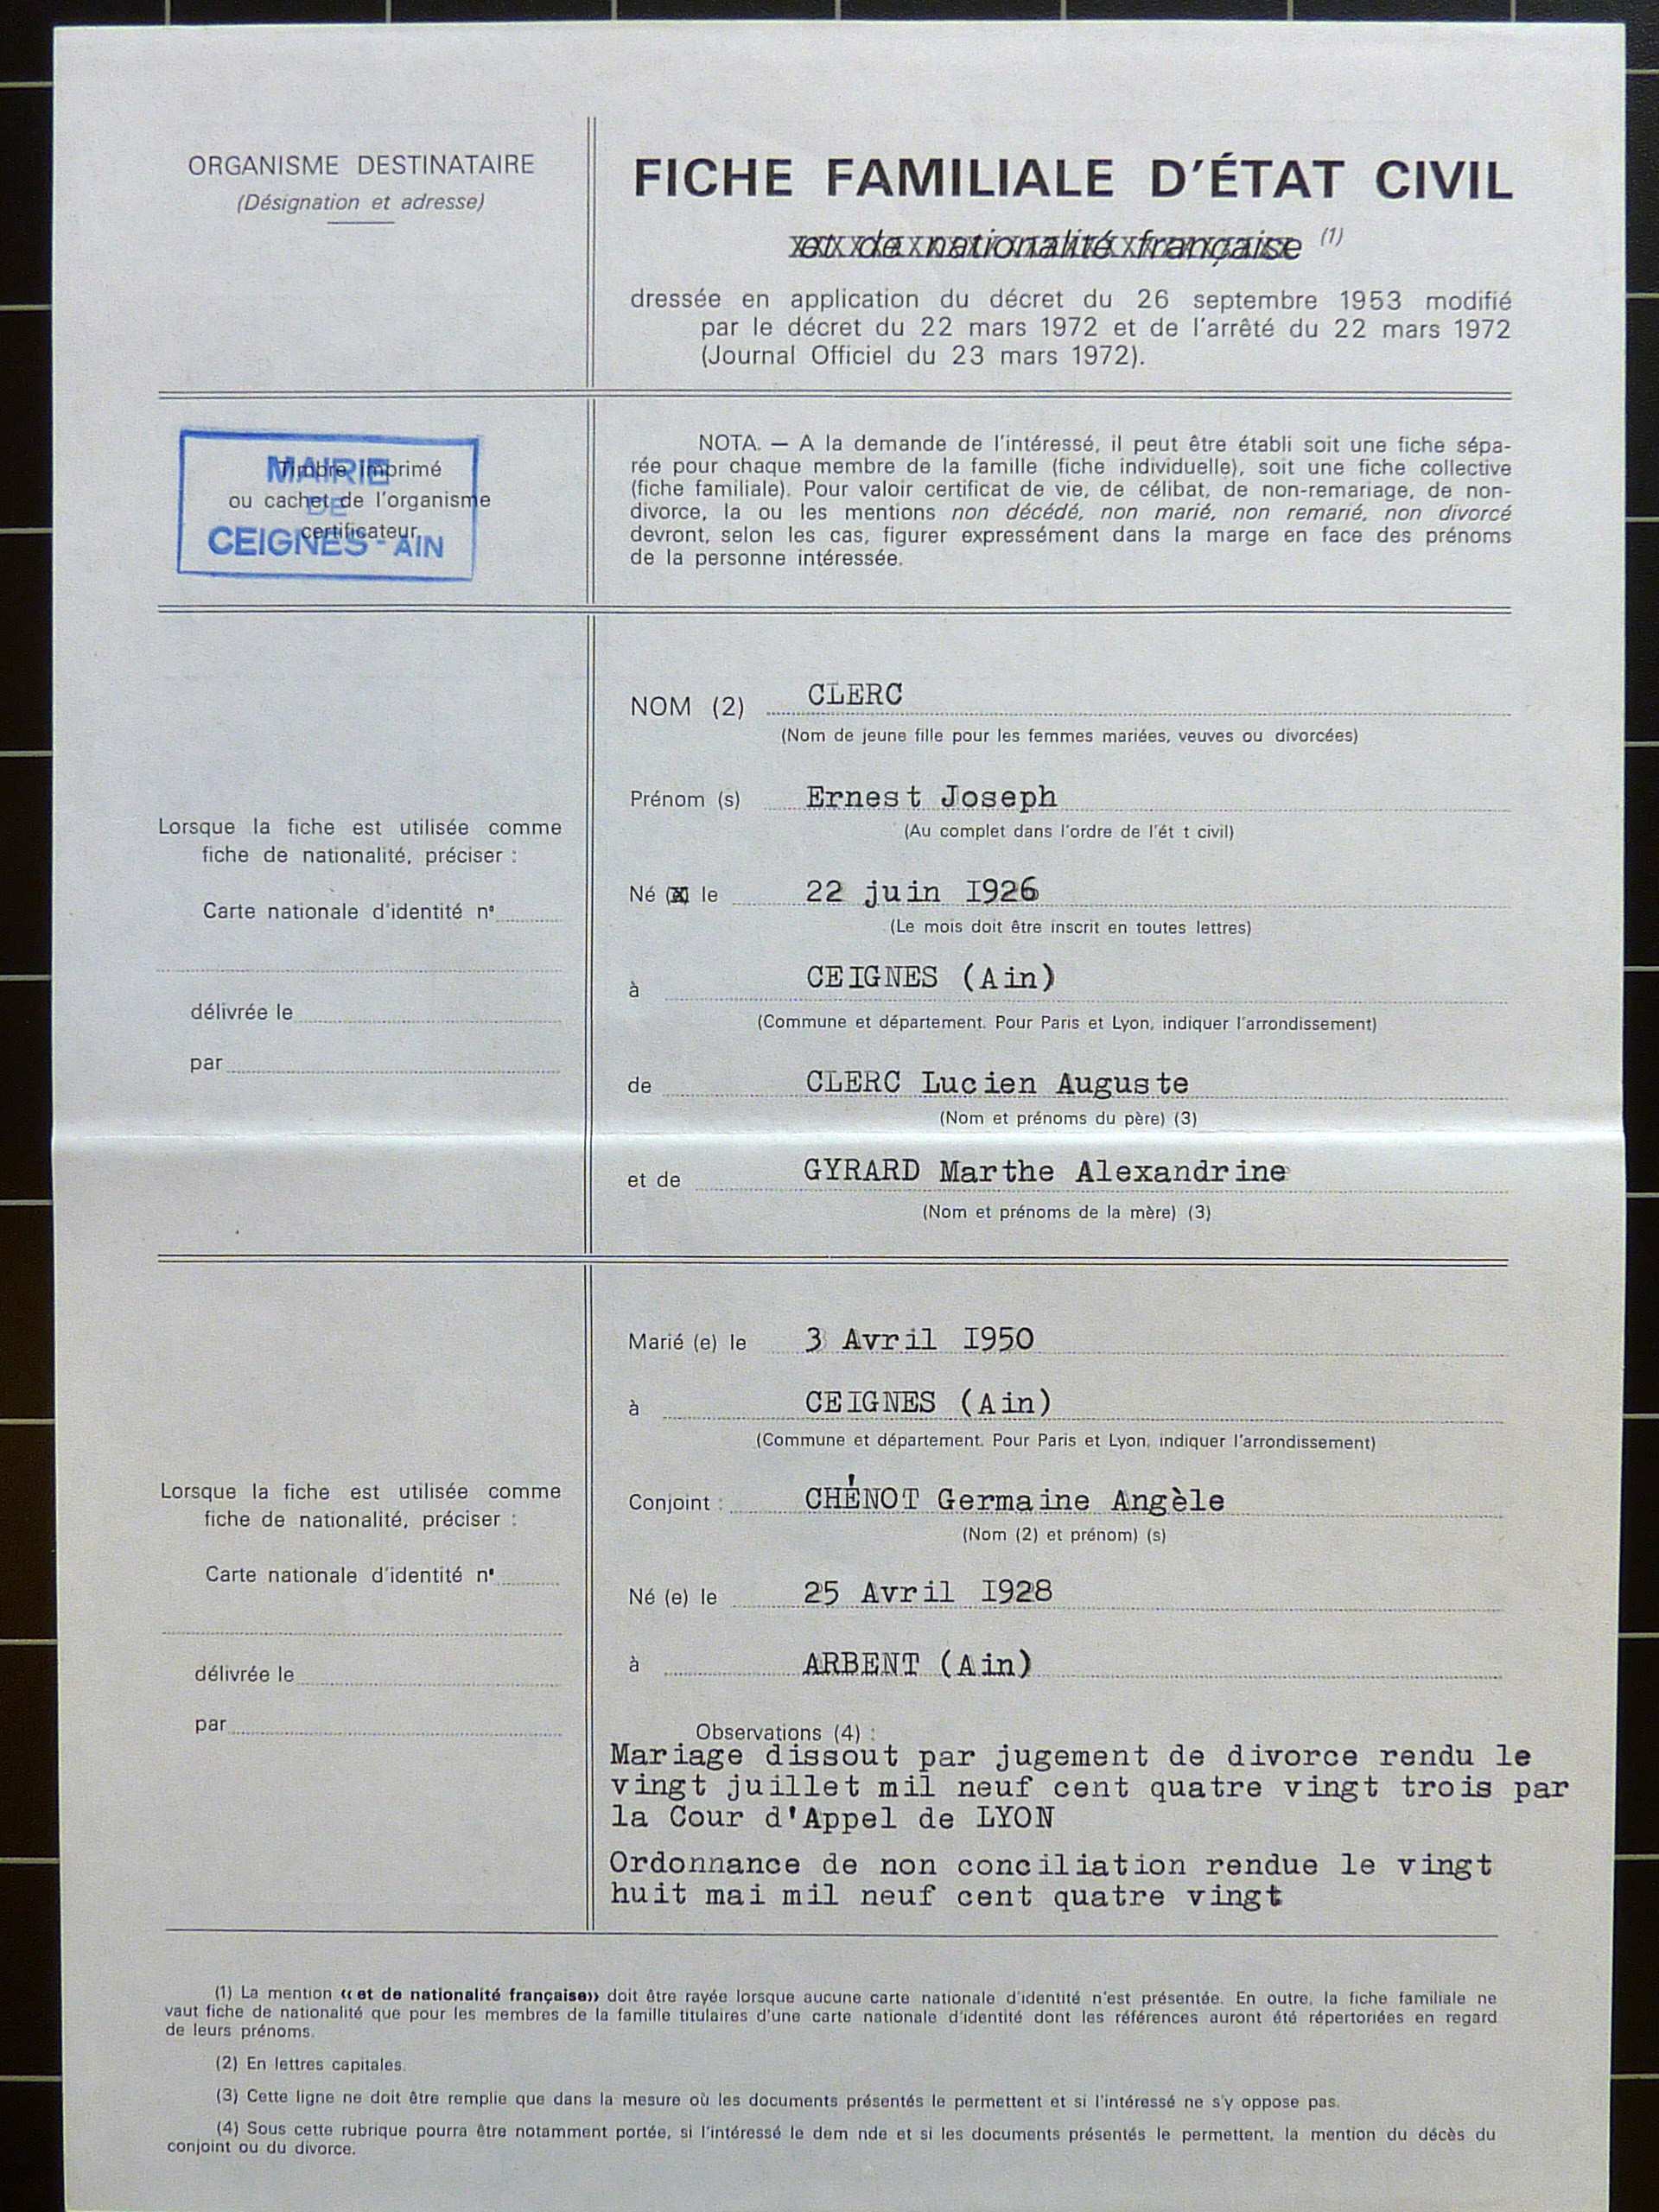 ORGANISME DESTINATAIRE
(Désignation et adresse)
FICHE FAMILIALE D'ÉTAT CIVIL
et de nationalité française (1)
dressée en application du décret du 26 septembre 1953 modifié
par le décret du 22 mars 1972 et de l'arrêté du 22 mars 1972
(Journal Officiel du 23 mars 1972).
Timbre imprimé
ou cachet de l'organisme
certificateur
MAIRIE
DE
CEIGNES - AIN
NOTA. — A la demande de l'intéressé, il peut être établi soit une fiche sépa-
rée pour chaque membre de la famille (fiche individuelle), soit une fiche collective
(fiche familiale). Pour valoir certificat de vie, de célibat, de non-remariage, de non-
divorce, la ou les mentions non décédé, non marié, non remarié, non divorcé
devront, selon les cas, figurer expressément dans la marge en face des prénoms
de la personne intéressée.
NOM (2) CLERC
(Nom de jeune fille pour les femmes mariées, veuves ou divorcées)
Prénom (s) Ernest Joseph
(Au complet dans l'ordre de l'ét t civil)
Né (e) le 22 juin 1926
(Le mois doit être inscrit en toutes lettres)
à CEIGNES (Ain)
(Commune et département. Pour Paris et Lyon, indiquer l'arrondissement)
de CLERC Lucien Auguste
(Nom et prénoms du père) (3)
et de GYRARD Marthe Alexandrine
(Nom et prénoms de la mère) (3)
Lorsque la fiche est utilisée comme
fiche de nationalité, préciser :
Carte nationale d'identité n°
délivrée le
par
Marié (e) le 3 Avril 1950
à CEIGNES (Ain)
(Commune et département. Pour Paris et Lyon, indiquer l'arrondissement)
Conjoint : CHÉNOT Germaine Angèle
(Nom (2) et prénom) (s)
Né (e) le 25 Avril 1928
à ARBENT (Ain)
Lorsque la fiche est utilisée comme
fiche de nationalité, préciser :
Carte nationale d'identité n°
délivrée le
par
Observations (4) :
Mariage dissout par jugement de divorce rendu le
vingt juillet mil neuf cent quatre vingt trois par
la Cour d'Appel de LYON
Ordonnance de non conciliation rendue le vingt
huit mai mil neuf cent quatre vingt
(1) La mention «et de nationalité française» doit être rayée lorsque aucune carte nationale d'identité n'est présentée. En outre, la fiche familiale ne
vaut fiche de nationalité que pour les membres de la famille titulaires d'une carte nationale d'identité dont les références auront été répertoriées en regard
de leurs prénoms.
(2) En lettres capitales.
(3) Cette ligne ne doit être remplie que dans la mesure où les documents présentés le permettent et si l'intéressé ne s'y oppose pas.
(4) Sous cette rubrique pourra être notamment portée, si l'intéressé le dem nde et si les documents présentés le permettent, la mention du décès du
conjoint ou du divorce.